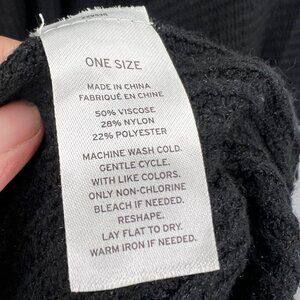 ONE SIZE
MADE IN CHINA
FABRIQUÉ EN CHINE
50% VISCOSE
28% NYLON
22% POLYESTER
MACHINE WASH COLD.
GENTLE CYCLE.
WITH LIKE COLORS.
ONLY NON-CHLORINE
BLEACH IF NEEDED.
RESHAPE.
LAY FLAT TO DRY.
WARM IRON IF NEEDED.